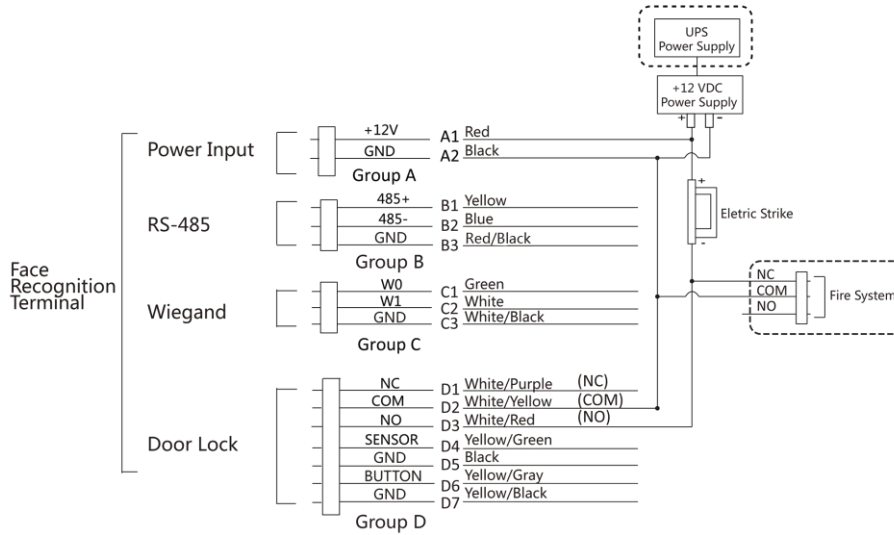 UPS
Power Supply
+12 VDC
Power Supply
+ -
Face
Recognition
Terminal
Power Input
+12V A1 Red
GND A2 Black
Group A
RS-485
485+ B1 Yellow
485- B2 Blue
GND B3 Red/Black
Group B
Wiegand
W0 C1 Green
W1 C2 White
GND C3 White/Black
Group C
Door Lock
NC D1 White/Purple (NC)
COM D2 White/Yellow (COM)
NO D3 White/Red (NO)
SENSOR D4 Yellow/Green
GND D5 Black
BUTTON D6 Yellow/Gray
GND D7 Yellow/Black
Group D
+
Eletric Strike
-
NC
COM
NO
Fire System